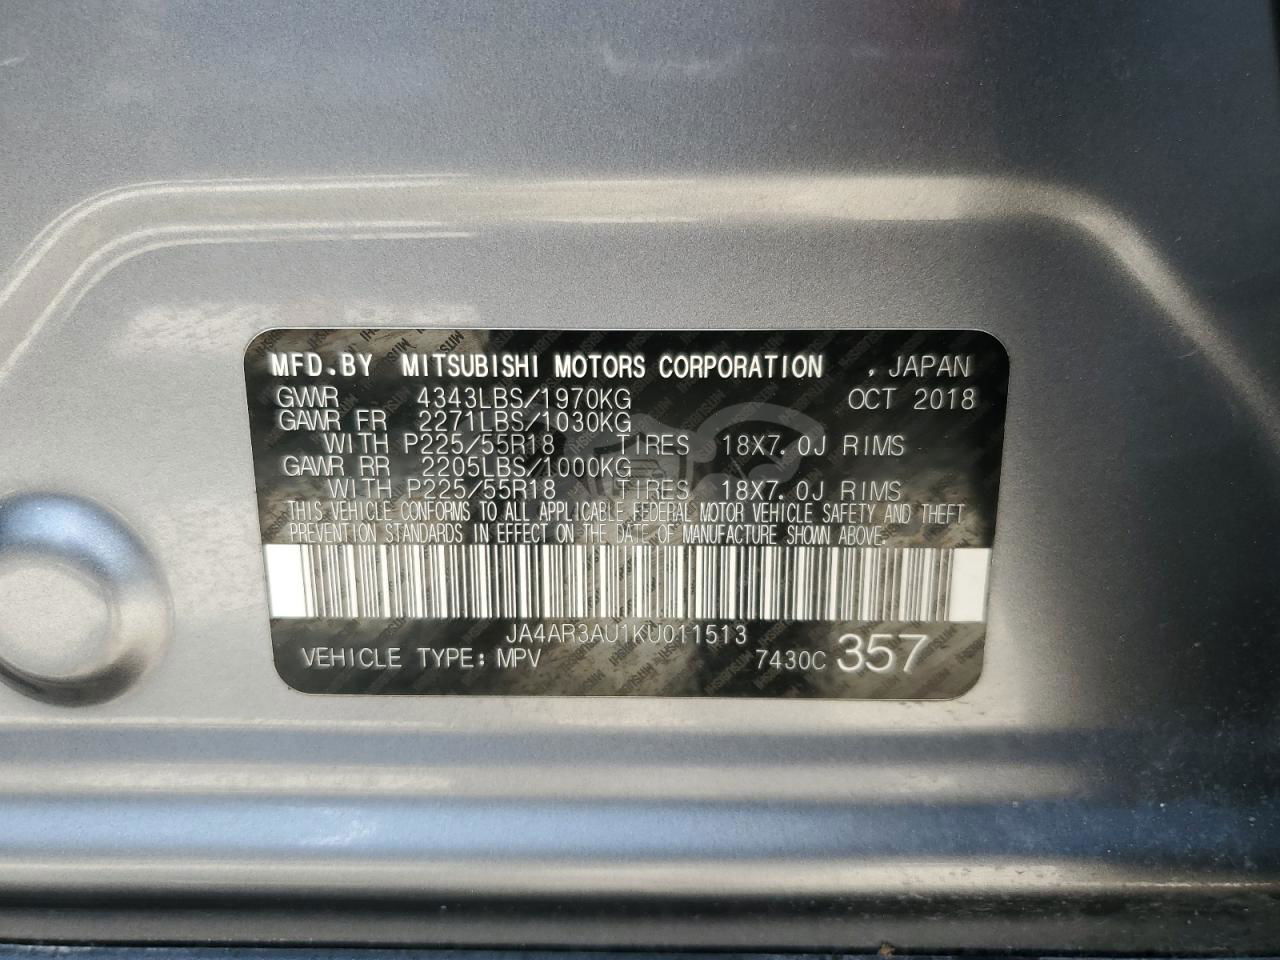 MFD.BY MITSUBISHI MOTORS CORPORATION , JAPAN
GVWR 4343LBS/1970KG OCT 2018
GAWR FR 2271LBS/1030KG
WITH P225/55R18 TIRES 18X7.0J RIMS
GAWR RR 2205LBS/1000KG
WITH P225/55R18 TIRES 18X7.0J RIMS
THIS VEHICLE CONFORMS TO ALL APPLICABLE FEDERAL MOTOR VEHICLE SAFETY AND THEFT
PREVENTION STANDARDS IN EFFECT ON THE DATE OF MANUFACTURE SHOWN ABOVE.
JA4AR3AU1KU011513
VEHICLE TYPE: MPV 7430C 357